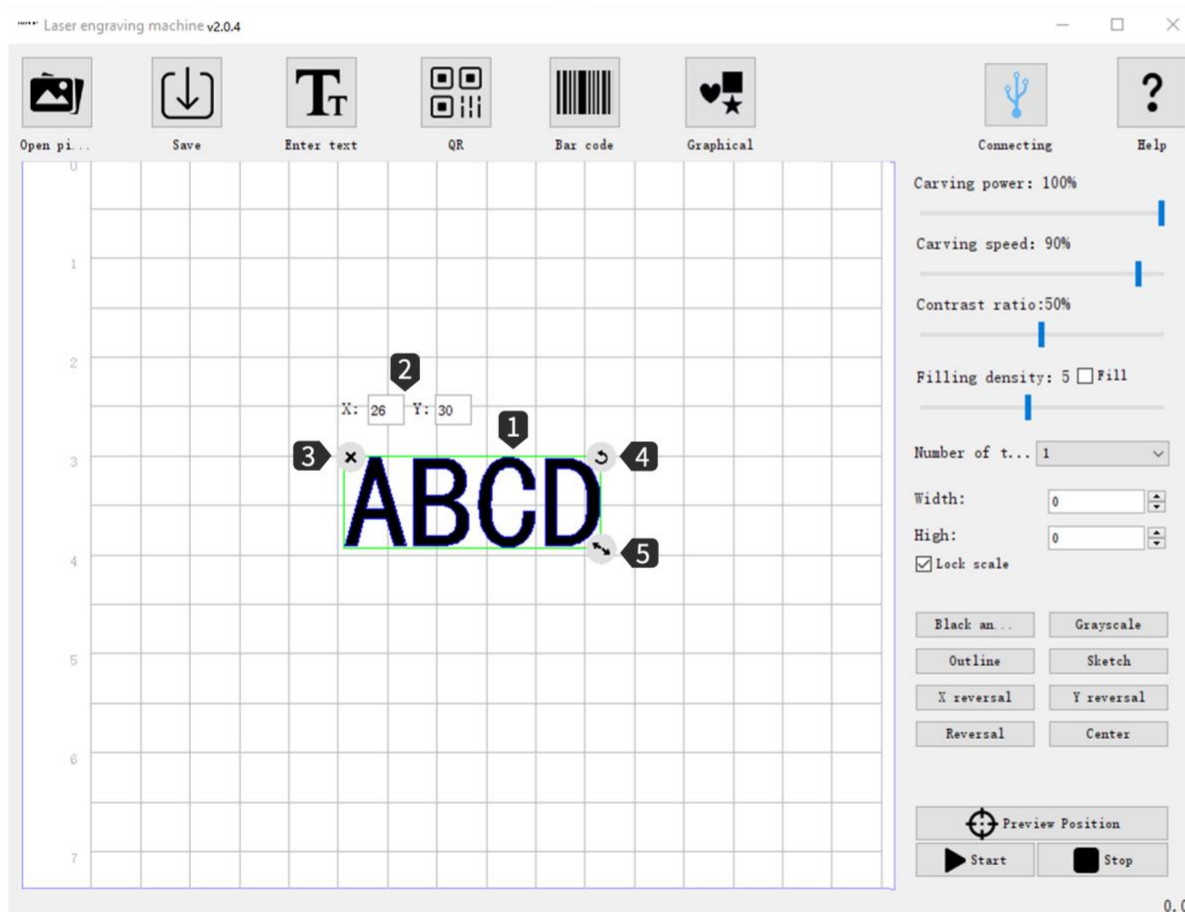 Laser engraving machine v2.0.4
Open pi... Save Enter text QR Bar code Graphical Connecting Help
Carving power: 100%
Carving speed: 90%
Contrast ratio:50%
Filling density: 5 Fill
Number of t... 1
Width: 0
High: 0
Lock scale
Black an... Grayscale
Outline Sketch
X reversal Y reversal
Reversal Center
Preview Position
Start Stop
0
1
2
3
4
5
6
7
2
X: 26 Y: 30
1
3
4
ABCD
5